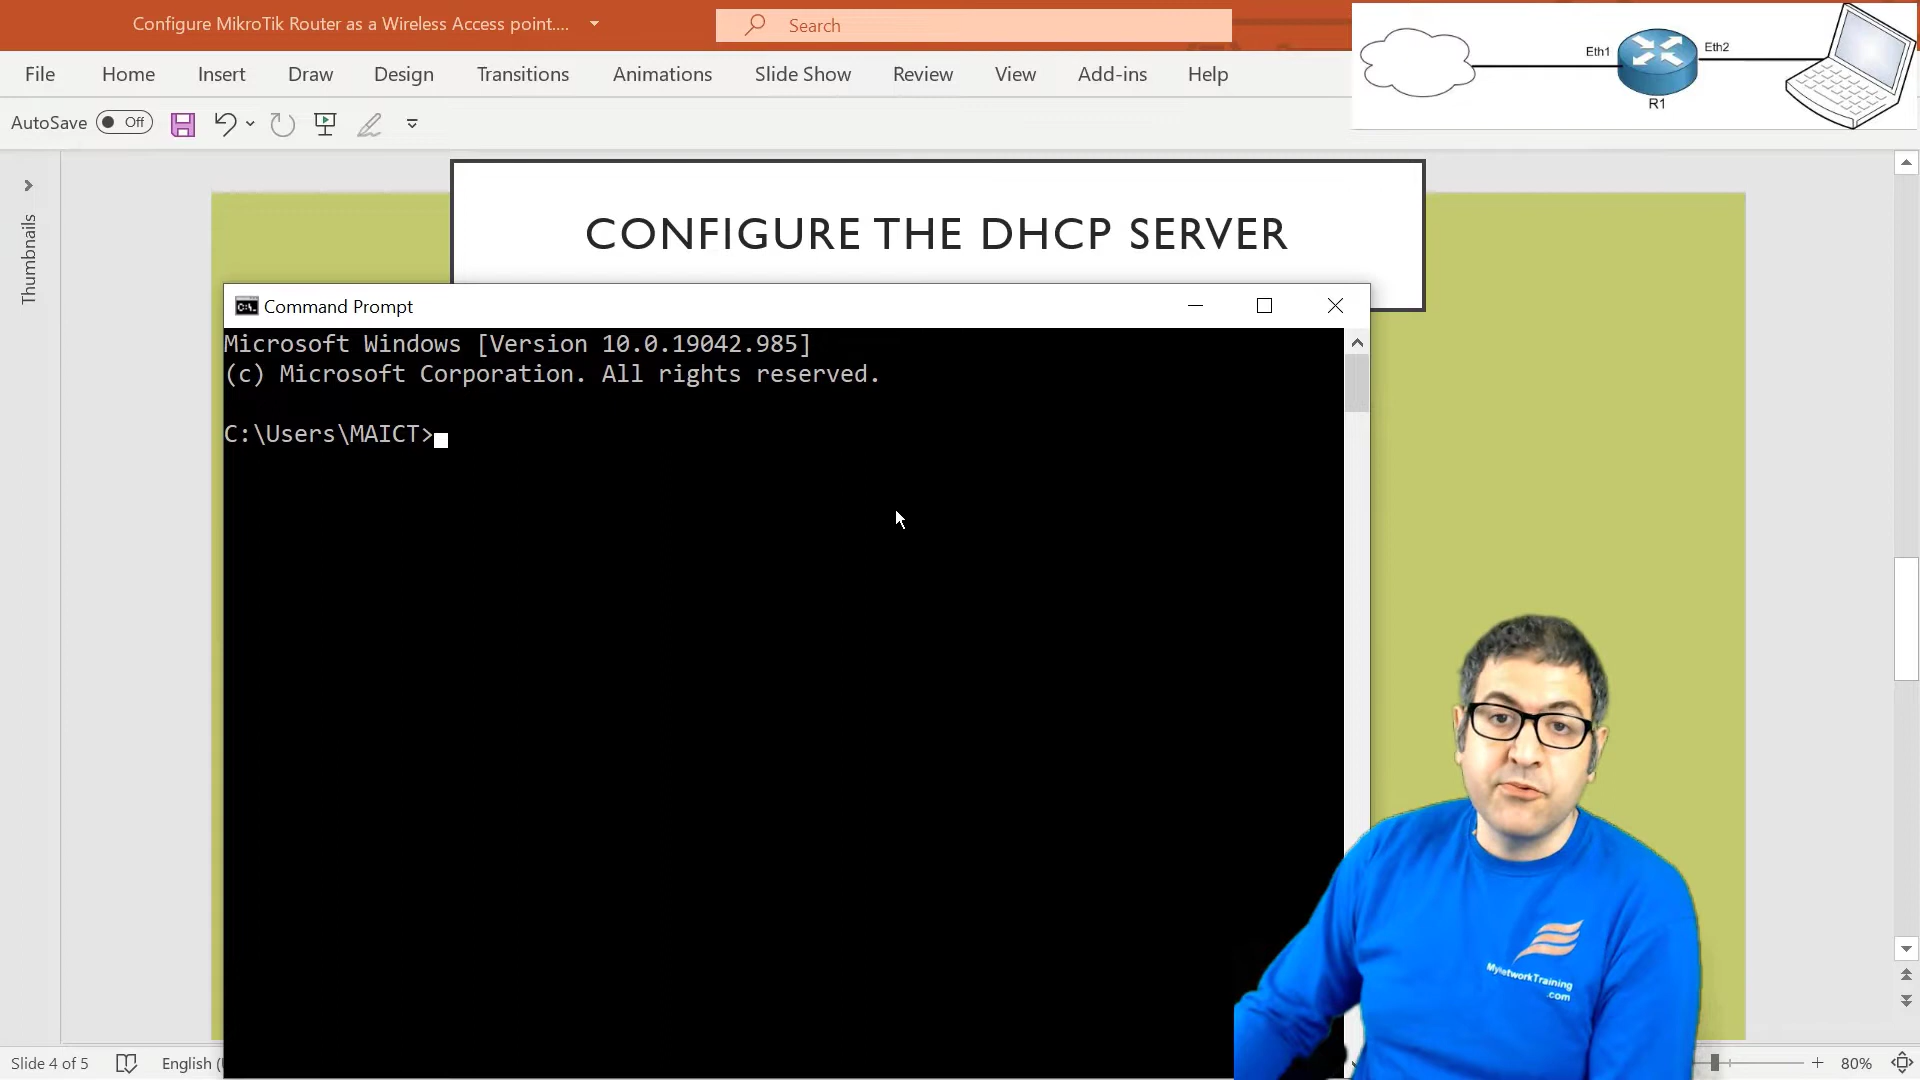 Configure MikroTik Router as a Wireless Access point....
Search
File Home Insert Draw Design Transitions Animations Slide Show Review View Add-ins Help
Eth1
Eth2
R1
AutoSave Off
Thumbnails
CONFIGURE THE DHCP SERVER
Command Prompt
Microsoft Windows [Version 10.0.19042.985]
(c) Microsoft Corporation. All rights reserved.
C:\Users\MAICT>
MyNetworkTraining
.com
Slide 4 of 5
English (
80%